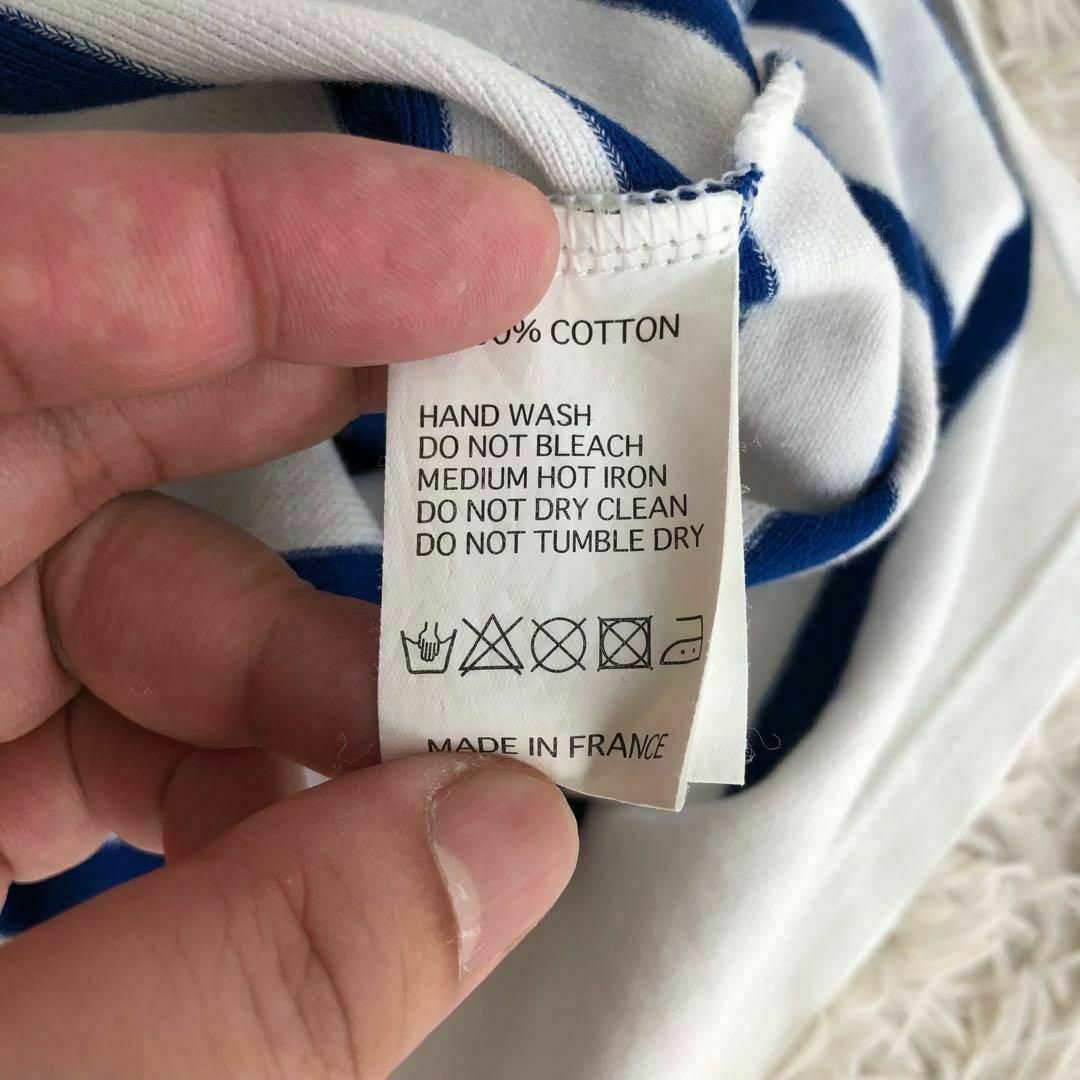 0% COTTON
HAND WASH
DO NOT BLEACH
MEDIUM HOT IRON
DO NOT DRY CLEAN
DO NOT TUMBLE DRY
MADE IN FRANCE